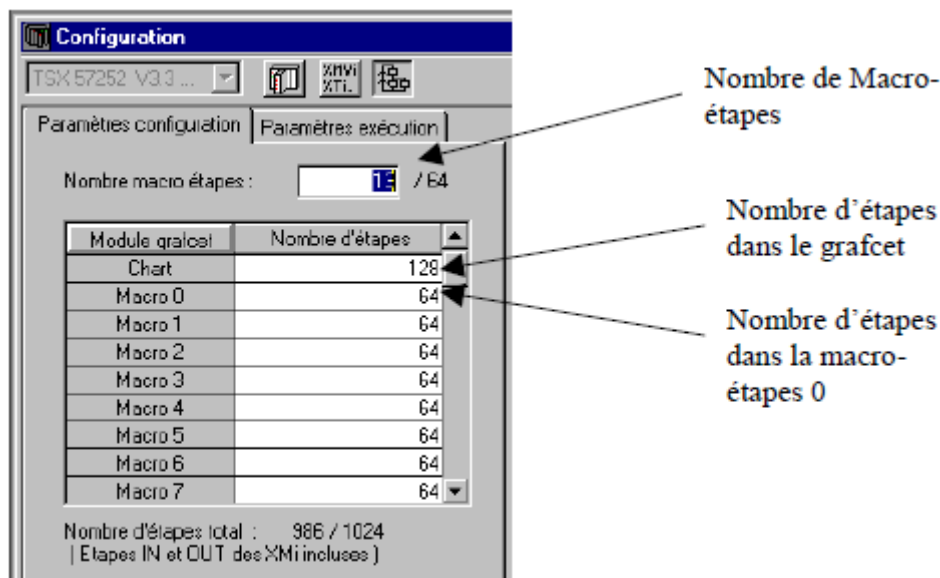 Configuration
TSX 57252 V3.3 ...
XMVi
XTi..
Paramètres configuration
Paramètres exécution
Nombre macro étapes :
/ 64
Module grafcet
Nombre d'étapes
Chart
128
Macro 0
64
Macro 1
64
Macro 2
64
Macro 3
64
Macro 4
64
Macro 5
64
Macro 6
64
Macro 7
64
Nombre d'étapes total : 986 / 1024
( Etapes IN et OUT des XMi incluses )
Nombre de Macro-
étapes
Nombre d’étapes
dans le grafcet
Nombre d’étapes
dans la macro-
étapes 0